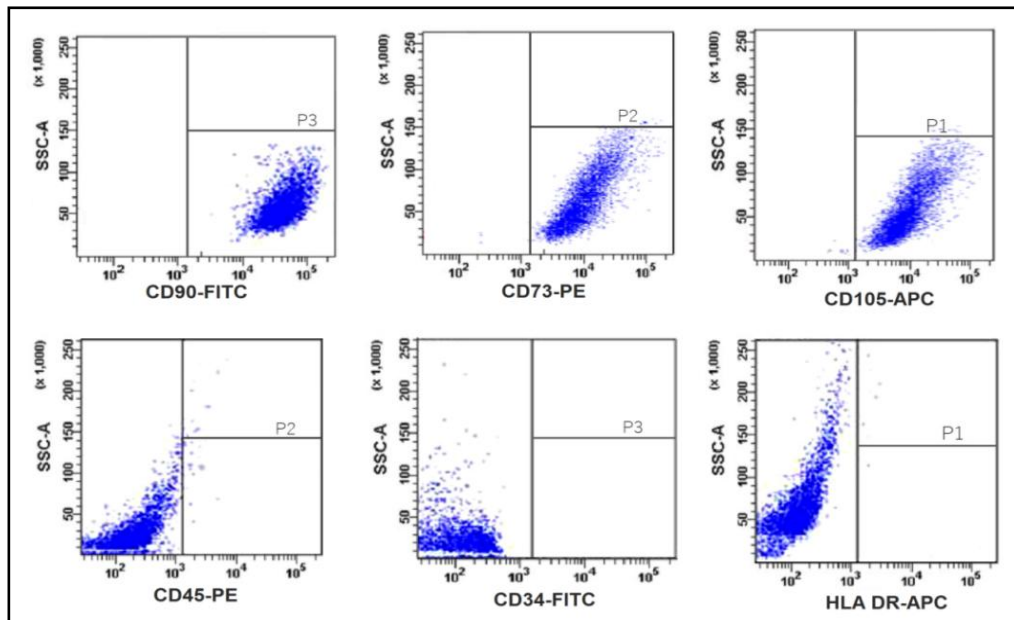 (x 1,000)
SSC-A
250
200
150
100
50
P3
10²
10³
10⁴
10⁵
CD90-FITC
(x 1,000)
SSC-A
250
200
150
100
50
P2
10²
10³
10⁴
10⁵
CD73-PE
(x 1,000)
SSC-A
250
200
150
100
50
P1
10²
10³
10⁴
10⁵
CD105-APC
(x 1,000)
SSC-A
250
200
150
100
50
P2
10²
10³
10⁴
10⁵
CD45-PE
(x 1,000)
SSC-A
250
200
150
100
50
P3
10²
10³
10⁴
10⁵
CD34-FITC
(x 1,000)
SSC-A
250
200
150
100
50
P1
10²
10³
10⁴
10⁵
HLA DR-APC